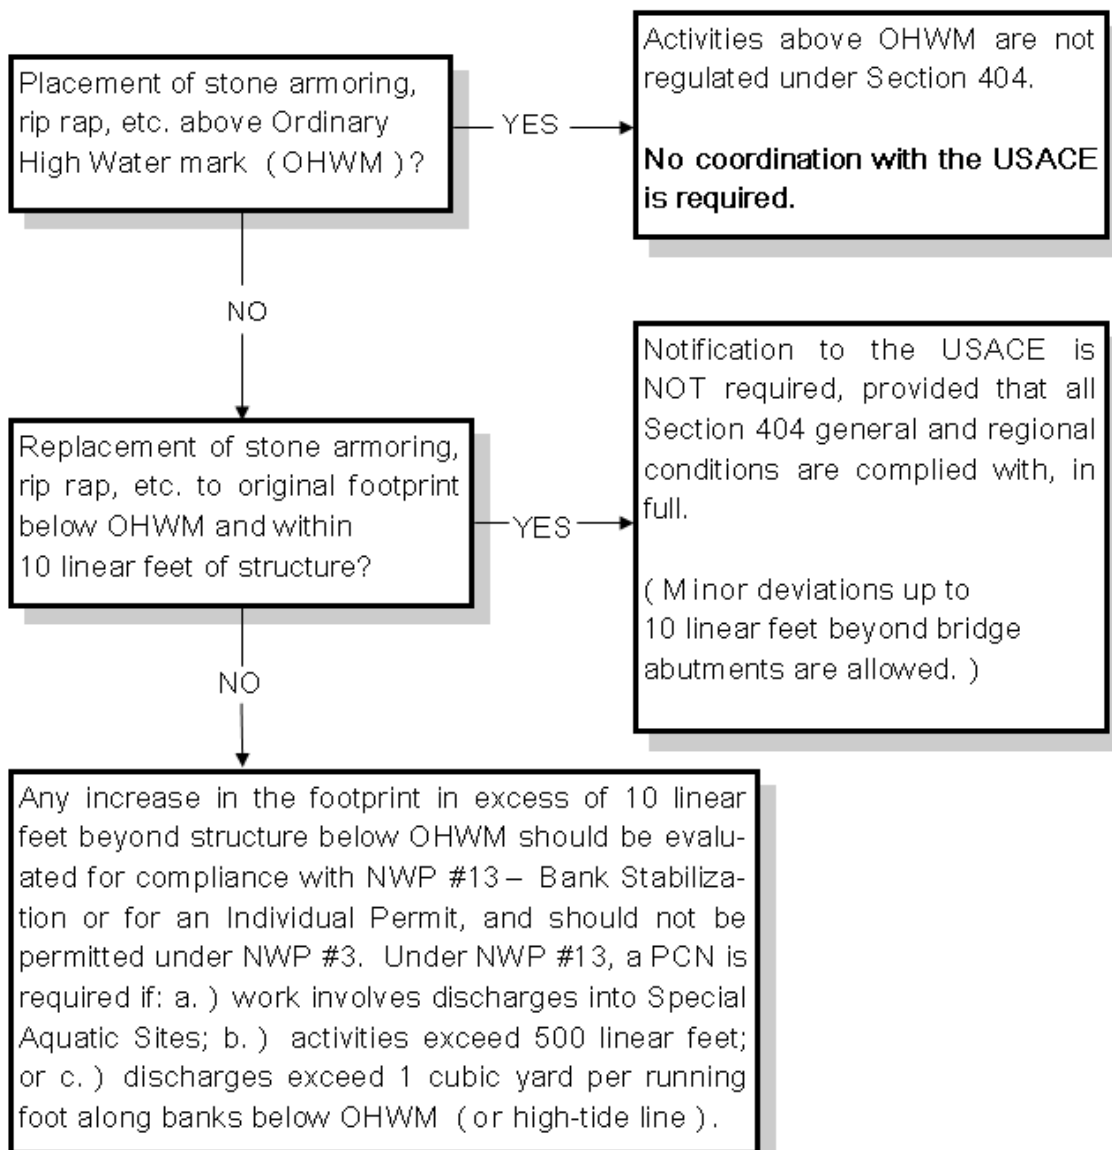 Placement of stone armoring,
rip rap, etc. above Ordinary
High Water mark ( OHWM )?
YES
Activities above OHWM are not
regulated under Section 404.
No coordination with the USACE
is required.
NO
Replacement of stone armoring,
rip rap, etc. to original footprint
below OHWM and within
10 linear feet of structure?
YES
Notification to the USACE is
NOT required, provided that all
Section 404 general and regional
conditions are complied with, in
full.
( Minor deviations up to
10 linear feet beyond bridge
abutments are allowed. )
NO
Any increase in the footprint in excess of 10 linear
feet beyond structure below OHWM should be evalu-
ated for compliance with NWP #13 – Bank Stabiliza-
tion or for an Individual Permit, and should not be
permitted under NWP #3. Under NWP #13, a PCN is
required if: a. ) work involves discharges into Special
Aquatic Sites; b. ) activities exceed 500 linear feet;
or c. ) discharges exceed 1 cubic yard per running
foot along banks below OHWM ( or high-tide line ).